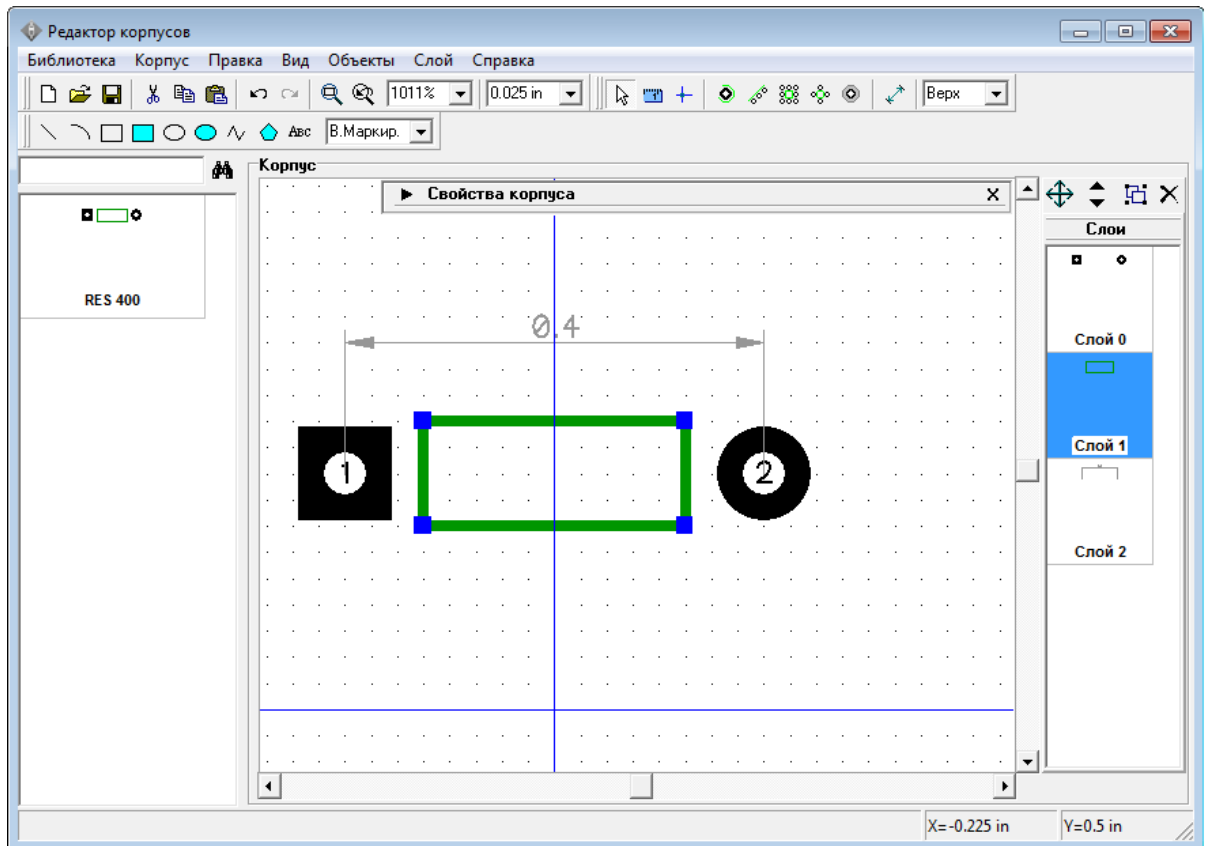 Редактор корпусов
Библиотека Корпус Правка Вид Объекты Слой Справка
1011% 0.025 in Верх
ABC В.Маркир.
Корпус
Свойства корпуса X
Слои
RES 400
0.4
Слой 0
1 2
Слой 1
Слой 2
X=-0.225 in Y=0.5 in